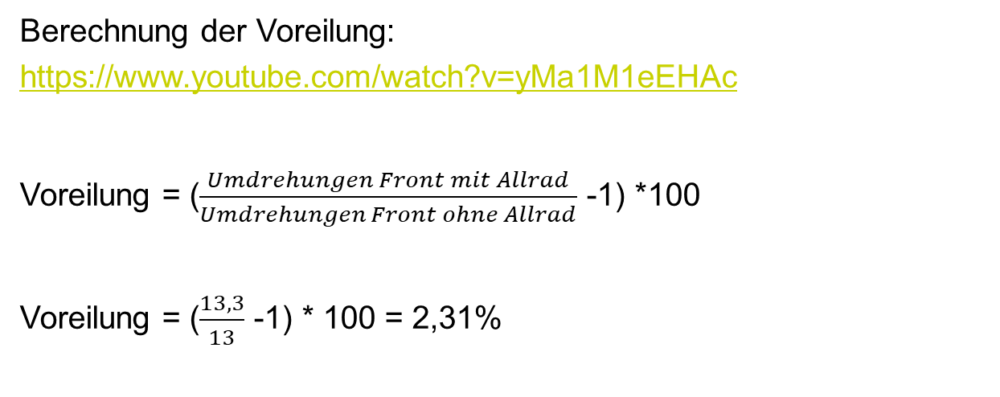 Berechnung der Voreilung:
https://www.youtube.com/watch?v=yMa1M1eEHAc
Voreilung = (Umdrehungen Front mit Allrad / Umdrehungen Front ohne Allrad -1) *100
Voreilung = (13,3 / 13 -1) * 100 = 2,31%